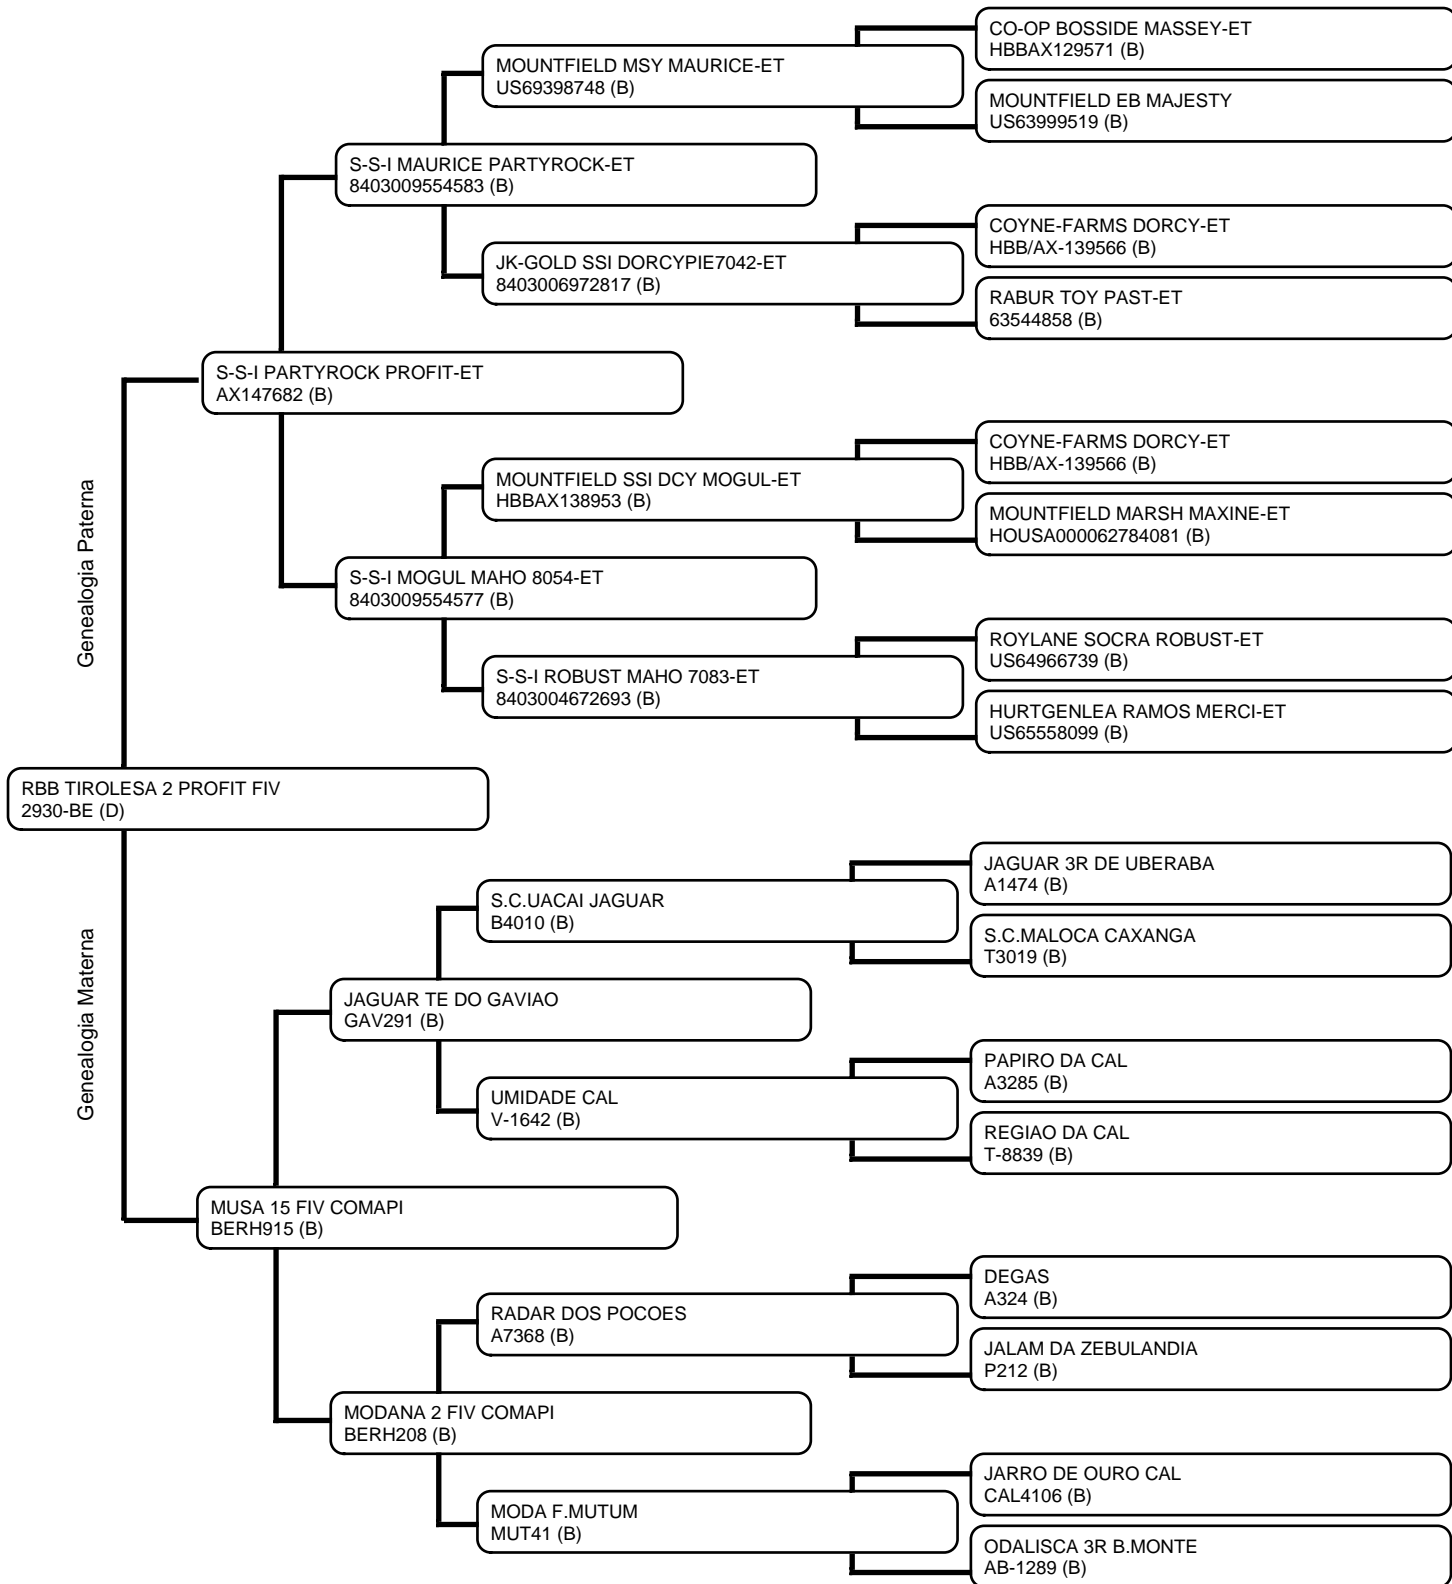 CO-OP BOSSIDE MASSEY-ET
HBBAX129571 (B)
MOUNTFIELD MSY MAURICE-ET
US69398748 (B)
MOUNTFIELD EB MAJESTY
US63999519 (B)
S-S-I MAURICE PARTYROCK-ET
8403009554583 (B)
COYNE-FARMS DORCY-ET
HBB/AX-139566 (B)
JK-GOLD SSI DORCYPIE7042-ET
8403006972817 (B)
RABUR TOY PAST-ET
63544858 (B)
S-S-I PARTYROCK PROFIT-ET
AX147682 (B)
COYNE-FARMS DORCY-ET
HBB/AX-139566 (B)
MOUNTFIELD SSI DCY MOGUL-ET
HBBAX138953 (B)
MOUNTFIELD MARSH MAXINE-ET
HOUSA000062784081 (B)
Genealogia Paterna
S-S-I MOGUL MAHO 8054-ET
8403009554577 (B)
ROYLANE SOCRA ROBUST-ET
US64966739 (B)
S-S-I ROBUST MAHO 7083-ET
8403004672693 (B)
HURTGENLEA RAMOS MERCI-ET
US65558099 (B)
RBB TIROLESA 2 PROFIT FIV
2930-BE (D)
JAGUAR 3R DE UBERABA
A1474 (B)
S.C.UACAI JAGUAR
B4010 (B)
S.C.MALOCA CAXANGA
T3019 (B)
Genealogia Materna
JAGUAR TE DO GAVIAO
GAV291 (B)
PAPIRO DA CAL
A3285 (B)
UMIDADE CAL
V-1642 (B)
REGIAO DA CAL
T-8839 (B)
MUSA 15 FIV COMAPI
BERH915 (B)
DEGAS
A324 (B)
RADAR DOS POCOES
A7368 (B)
JALAM DA ZEBULANDIA
P212 (B)
MODANA 2 FIV COMAPI
BERH208 (B)
JARRO DE OURO CAL
CAL4106 (B)
MODA F.MUTUM
MUT41 (B)
ODALISCA 3R B.MONTE
AB-1289 (B)